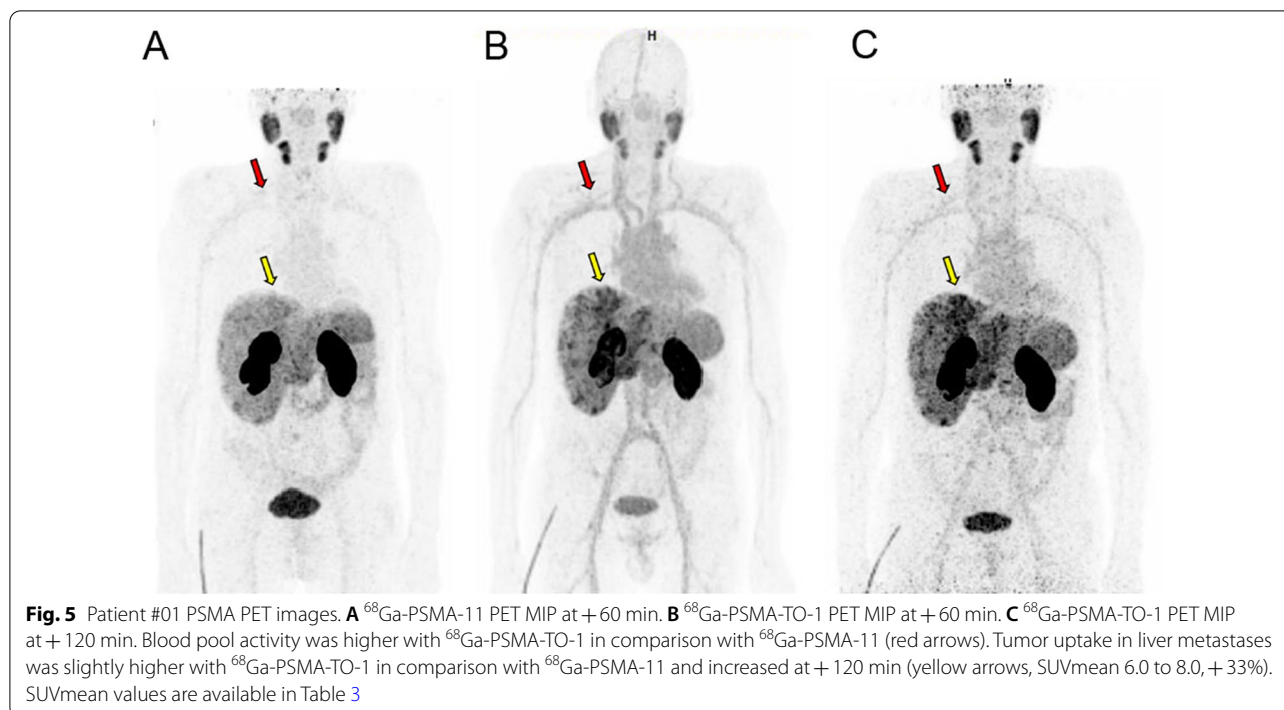 A
B
C
H
Fig. 5 Patient #01 PSMA PET images. A ⁶⁸Ga-PSMA-11 PET MIP at + 60 min. B ⁶⁸Ga-PSMA-TO-1 PET MIP at + 60 min. C ⁶⁸Ga-PSMA-TO-1 PET MIP
at + 120 min. Blood pool activity was higher with ⁶⁸Ga-PSMA-TO-1 in comparison with ⁶⁸Ga-PSMA-11 (red arrows). Tumor uptake in liver metastases
was slightly higher with ⁶⁸Ga-PSMA-TO-1 in comparison with ⁶⁸Ga-PSMA-11 and increased at + 120 min (yellow arrows, SUVmean 6.0 to 8.0, + 33%).
SUVmean values are available in Table 3